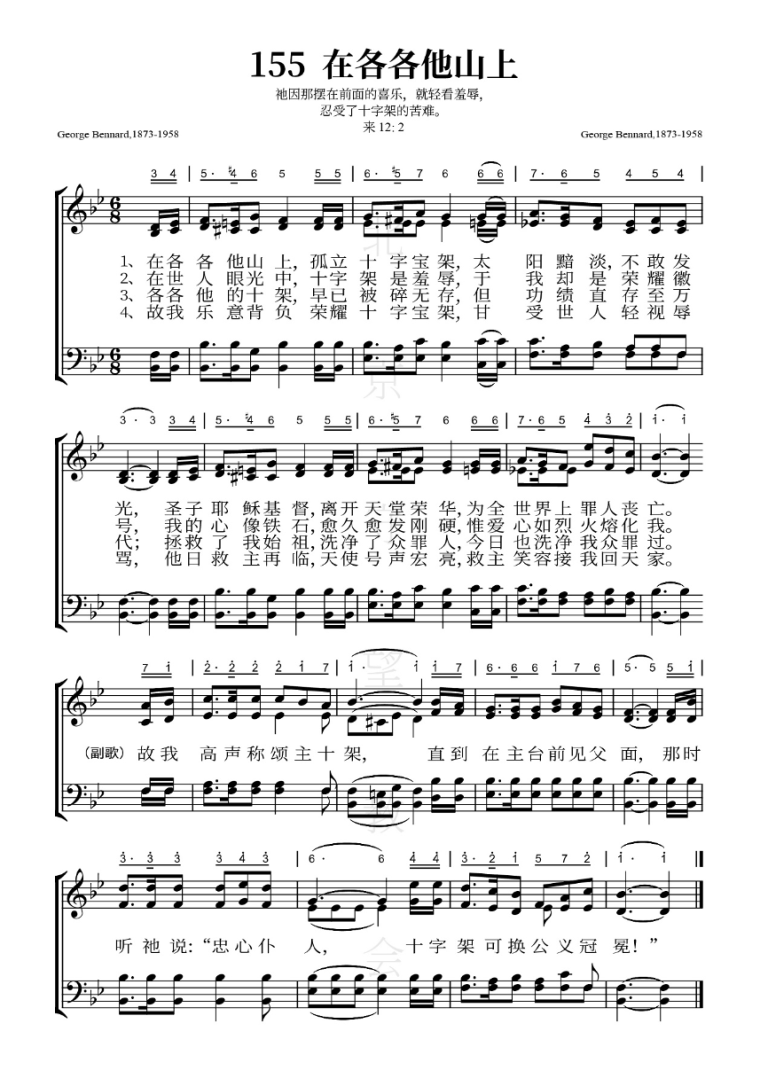 155 在各各他山上
祂因那摆在前面的喜乐，就轻看羞辱，
忍受了十字架的苦难。
来 12: 2
George Bennard,1873-1958
George Bennard,1873-1958
1、在各各他山上，孤立十字宝架，太阳黯淡，不敢发
2、在世人眼光中，十字架是羞辱，于我却是荣耀徽
3、各各他的十架，早已被碎无存，但功绩直存至万
4、故我乐意背负荣耀十字宝架，甘受世人轻视辱
光，圣子耶稣基督，离开天堂荣华，为全世界上罪人丧亡。
号，我的心像铁石，愈久愈发刚硬，惟爱心如烈火熔化我。
代；拯救了我始祖，洗净了众罪人，今日也洗净我众罪过。
骂，他日救主再临，天使号声宏亮，救主笑容接我回天家。
（副歌）故我高声称颂主十架，直到在主台前见父面，那时
听祂说：“忠心仆人，十字架可换公义冠冕！”